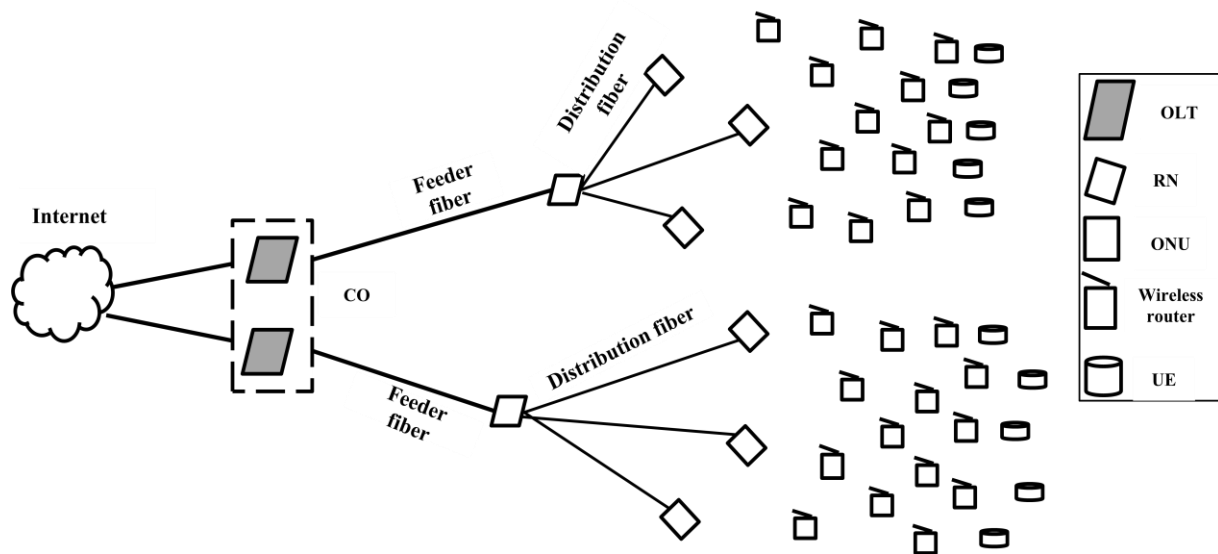 Internet
CO
Feeder
fiber
Distribution
fiber
Feeder
fiber
Distribution fiber
OLT
RN
ONU
Wireless
router
UE